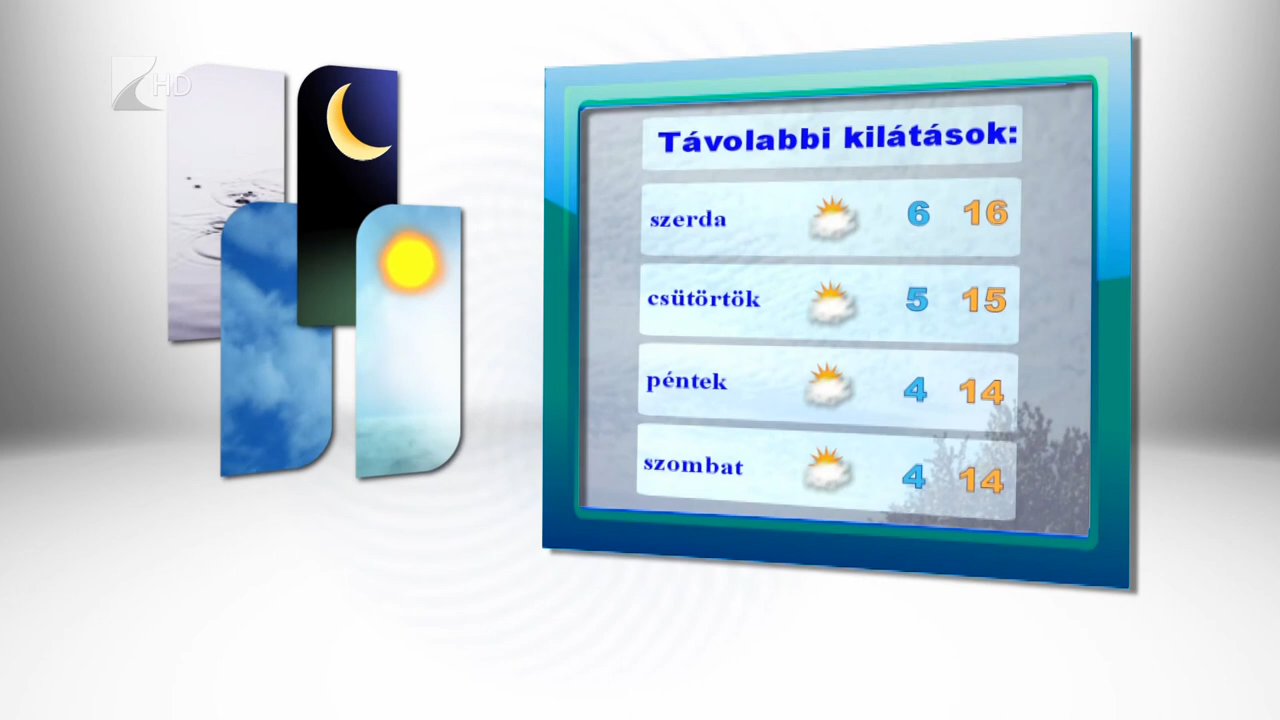 HD
Távolabbi kilátások:
szerda 6 16
csütörtök 5 15
péntek 4 14
szombat 4 14